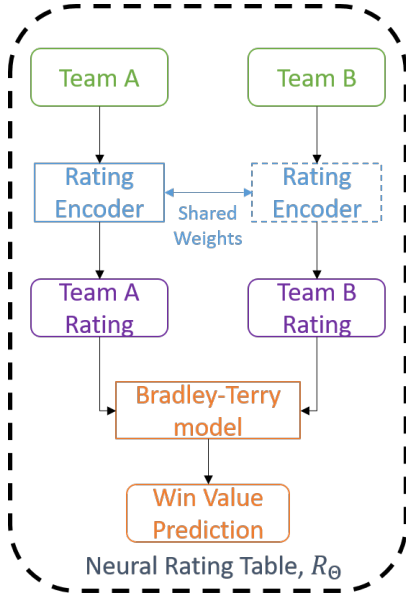 Team A
Team B
Rating
Encoder
Shared
Weights
Rating
Encoder
Team A
Rating
Team B
Rating
Bradley-Terry
model
Win Value
Prediction
Neural Rating Table, R_Θ